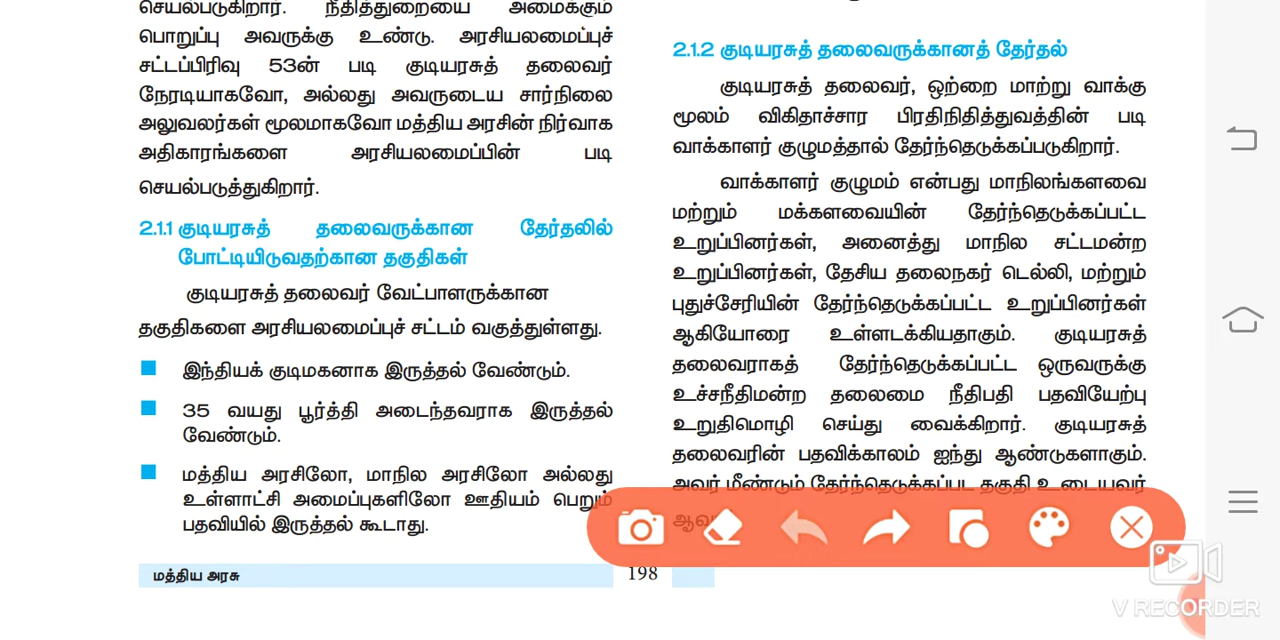 செயல்படுகிறார். நீதித்துறையை அமைக்கும்
பொறுப்பு அவருக்கு உண்டு. அரசியலமைப்புச்
சட்டப்பிரிவு 53ன் படி குடியரசுத் தலைவர்
நேரடியாகவோ, அல்லது அவருடைய சார்நிலை
அலுவலர்கள் மூலமாகவோ மத்திய அரசின் நிர்வாக
அதிகாரங்களை அரசியலமைப்பின் படி
செயல்படுத்துகிறார்.
2.1.1 குடியரசுத் தலைவருக்கான தேர்தலில்
போட்டியிடுவதற்கான தகுதிகள்
குடியரசுத் தலைவர் வேட்பாளருக்கான
தகுதிகளை அரசியலமைப்புச் சட்டம் வகுத்துள்ளது.
இந்தியக் குடிமகனாக இருத்தல் வேண்டும்.
35 வயது பூர்த்தி அடைந்தவராக இருத்தல்
வேண்டும்.
மத்திய அரசிலோ, மாநில அரசிலோ அல்லது
உள்ளாட்சி அமைப்புகளிலோ ஊதியம் பெறும்
பதவியில் இருத்தல் கூடாது.
மத்திய அரசு
198
2.1.2 குடியரசுத் தலைவருக்கானத் தேர்தல்
குடியரசுத் தலைவர், ஒற்றை மாற்று வாக்கு
மூலம் விகிதாச்சார பிரதிநிதித்துவத்தின் படி
வாக்காளர் குழுமத்தால் தேர்ந்தெடுக்கப்படுகிறார்.
வாக்காளர் குழுமம் என்பது மாநிலங்களவை
மற்றும் மக்களவையின் தேர்ந்தெடுக்கப்பட்ட
உறுப்பினர்கள், அனைத்து மாநில சட்டமன்ற
உறுப்பினர்கள், தேசிய தலைநகர் டெல்லி, மற்றும்
புதுச்சேரியின் தேர்ந்தெடுக்கப்பட்ட உறுப்பினர்கள்
ஆகியோரை உள்ளடக்கியதாகும். குடியரசுத்
தலைவராகத் தேர்ந்தெடுக்கப்பட்ட ஒருவருக்கு
உச்சநீதிமன்ற தலைமை நீதிபதி பதவியேற்பு
உறுதிமொழி செய்து வைக்கிறார். குடியரசுத்
தலைவரின் பதவிக்காலம் ஐந்து ஆண்டுகளாகும்.
அவர் மீண்டும் தேர்ந்தெடுக்கப்பட தகுதி உடையவர்
V RECORDER